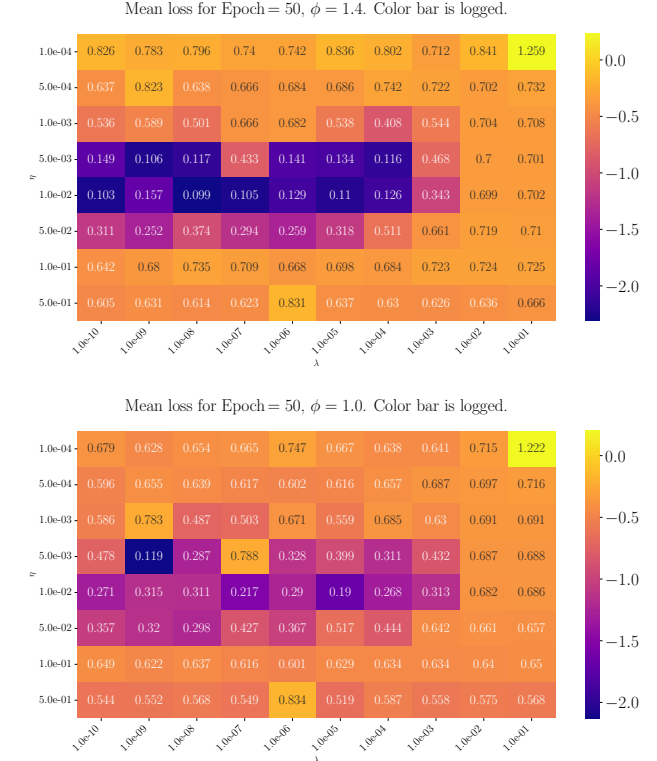 Mean loss for Epoch = 50, ϕ = 1.4. Color bar is logged.
1.0e-04 0.826 0.783 0.796 0.74 0.742 0.836 0.802 0.712 0.841 1.259
5.0e-04 0.637 0.823 0.638 0.666 0.684 0.686 0.742 0.722 0.702 0.732
1.0e-03 0.536 0.589 0.501 0.666 0.682 0.538 0.408 0.544 0.704 0.708
5.0e-03 0.149 0.106 0.117 0.433 0.141 0.134 0.116 0.468 0.7 0.701
1.0e-02 0.103 0.157 0.099 0.105 0.129 0.11 0.126 0.343 0.699 0.702
5.0e-02 0.311 0.252 0.374 0.294 0.259 0.318 0.511 0.661 0.719 0.71
1.0e-01 0.642 0.68 0.735 0.709 0.668 0.698 0.684 0.723 0.724 0.725
5.0e-01 0.605 0.631 0.614 0.623 0.831 0.637 0.63 0.626 0.636 0.666
η
1.0e-10 1.0e-09 1.0e-08 1.0e-07 1.0e-06 1.0e-05 1.0e-04 1.0e-03 1.0e-02 1.0e-01
λ
0.0
−0.5
−1.0
−1.5
−2.0
Mean loss for Epoch = 50, ϕ = 1.0. Color bar is logged.
1.0e-04 0.679 0.628 0.654 0.665 0.747 0.667 0.638 0.641 0.715 1.222
5.0e-04 0.596 0.655 0.639 0.617 0.602 0.616 0.657 0.687 0.697 0.716
1.0e-03 0.586 0.783 0.487 0.503 0.671 0.559 0.685 0.63 0.691 0.691
5.0e-03 0.478 0.119 0.287 0.788 0.328 0.399 0.311 0.432 0.687 0.688
1.0e-02 0.271 0.315 0.311 0.217 0.29 0.19 0.268 0.313 0.682 0.686
5.0e-02 0.357 0.32 0.298 0.427 0.367 0.517 0.444 0.642 0.661 0.657
1.0e-01 0.649 0.622 0.637 0.616 0.601 0.629 0.634 0.634 0.64 0.65
5.0e-01 0.544 0.552 0.568 0.549 0.834 0.519 0.587 0.558 0.575 0.568
η
1.0e-10 1.0e-09 1.0e-08 1.0e-07 1.0e-06 1.0e-05 1.0e-04 1.0e-03 1.0e-02 1.0e-01
0.0
−0.5
−1.0
−1.5
−2.0